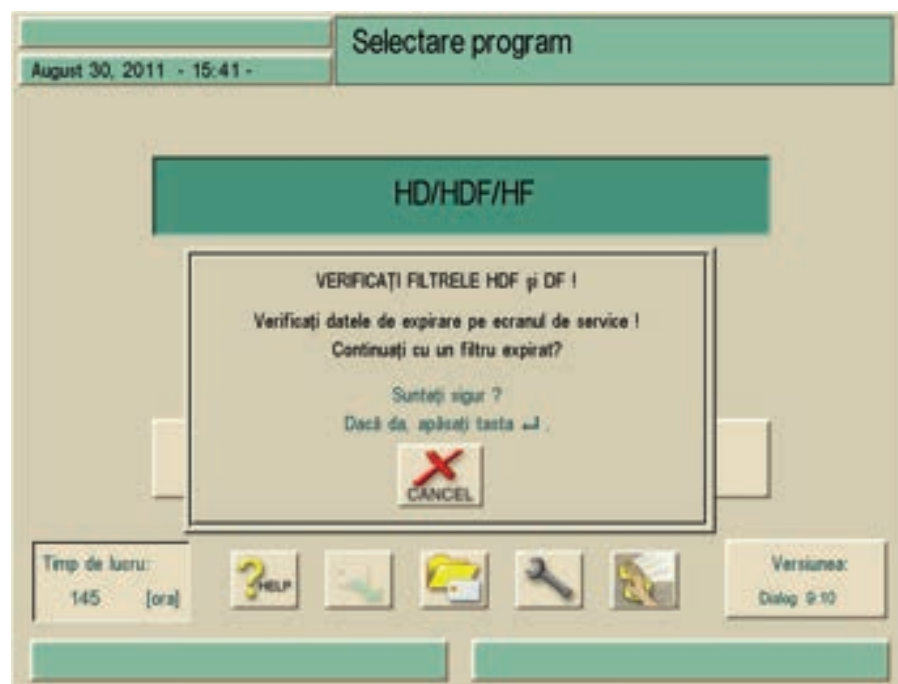 Selectare program
August 30, 2011 - 15:41 -
HD/HDF/HF
VERIFICAȚI FILTRELE HDF și DF !
Verificați datele de expirare pe ecranul de service !
Continuați cu un filtru expirat?
Sunteți sigur ?
Dacă da, apăsați tasta ↵ .
CANCEL
Timp de lucru:
145 [ora]
HELP
Versiunea:
Dialog 9.10